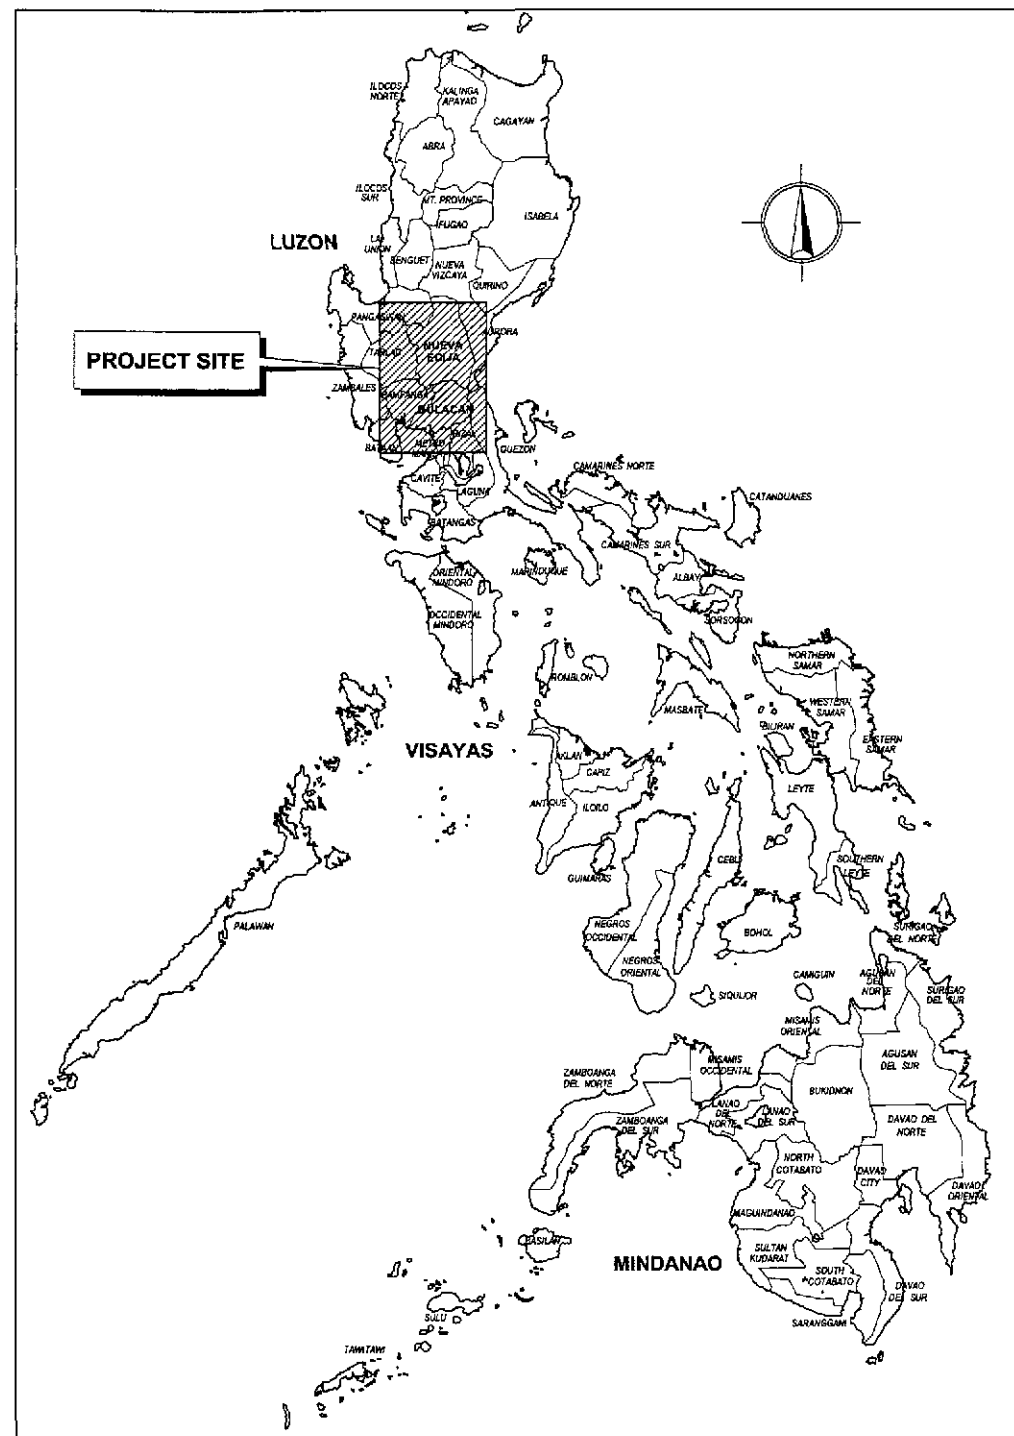 ILOCOS
NORTE
KALINGA
APAYAO
CAGAYAN
ABRA
ILOCOS
SUR
MT. PROVINCE
IFUGAO
ISABELA
LUZON
LA
UNION
BENGUET
NUEVA
VIZCAYA
QUIRINO
PANGASINAN
AURORA
PROJECT SITE
TARLAC
NUEVA
ECIJA
ZAMBALES
PAMPANGA
BULACAN
BATAAN
METRO
MANILA
RIZAL
QUEZON
CAVITE
LAGUNA
BATANGAS
CAMARINES NORTE
CATANDUANES
CAMARINES SUR
ALBAY
SORSOGON
MARINDUQUE
ORIENTAL
MINDORO
OCCIDENTAL
MINDORO
ROMBLON
MASBATE
NORTHERN
SAMAR
WESTERN
SAMAR
BILIRAN
EASTERN
SAMAR
VISAYAS
AKLAN
CAPIZ
ANTIQUE
ILOILO
LEYTE
GUIMARAS
CEBU
SOUTHERN
LEYTE
PALAWAN
NEGROS
OCCIDENTAL
NEGROS
ORIENTAL
BOHOL
SURIGAO
DEL NORTE
SIQUIJOR
CAMIGUIN
AGUSAN
DEL
NORTE
SURIGAO
DEL SUR
MISAMIS
ORIENTAL
MISAMIS
OCCIDENTAL
AGUSAN
DEL SUR
ZAMBOANGA
DEL NORTE
BUKIDNON
LANAO
DEL
NORTE
LANAO
DEL SUR
ZAMBOANGA
DEL SUR
DAVAO DEL
NORTE
NORTH
COTABATO
DAVAO
CITY
DAVAO
ORIENTAL
MAGUINDANAO
BASILAN
SULTAN
KUDARAT
MINDANAO
SOUTH
COTABATO
DAVAO
DEL SUR
SARANGGANI
SULU
TAWATAWI